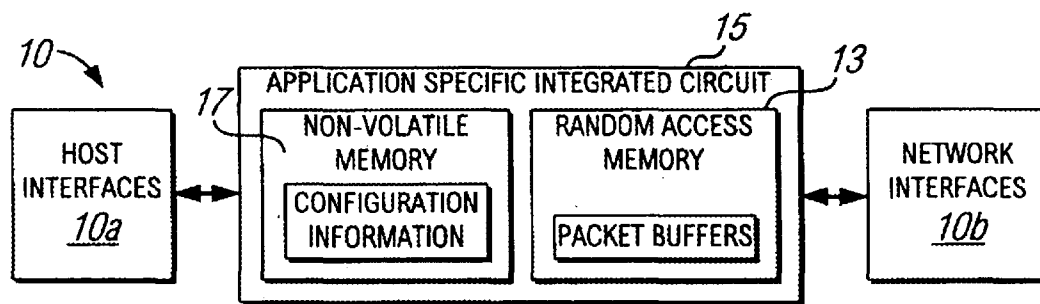 10
15
APPLICATION SPECIFIC INTEGRATED CIRCUIT
13
17
HOST
INTERFACES
10a
NON-VOLATILE
MEMORY
CONFIGURATION
INFORMATION
RANDOM ACCESS
MEMORY
PACKET BUFFERS
NETWORK
INTERFACES
10b